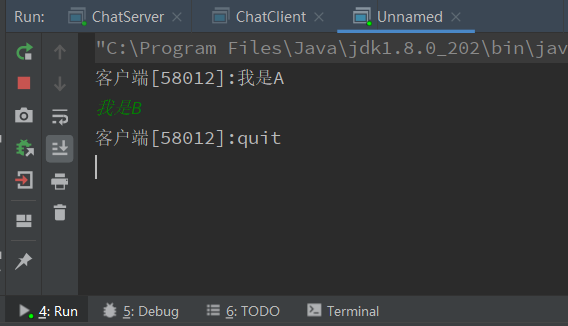 Run: ChatServer × ChatClient × Unnamed ×
"C:\Program Files\Java\jdk1.8.0_202\bin\jav
客户端[58012]:我是A
我是B
客户端[58012]:quit
4: Run 5: Debug 6: TODO Terminal